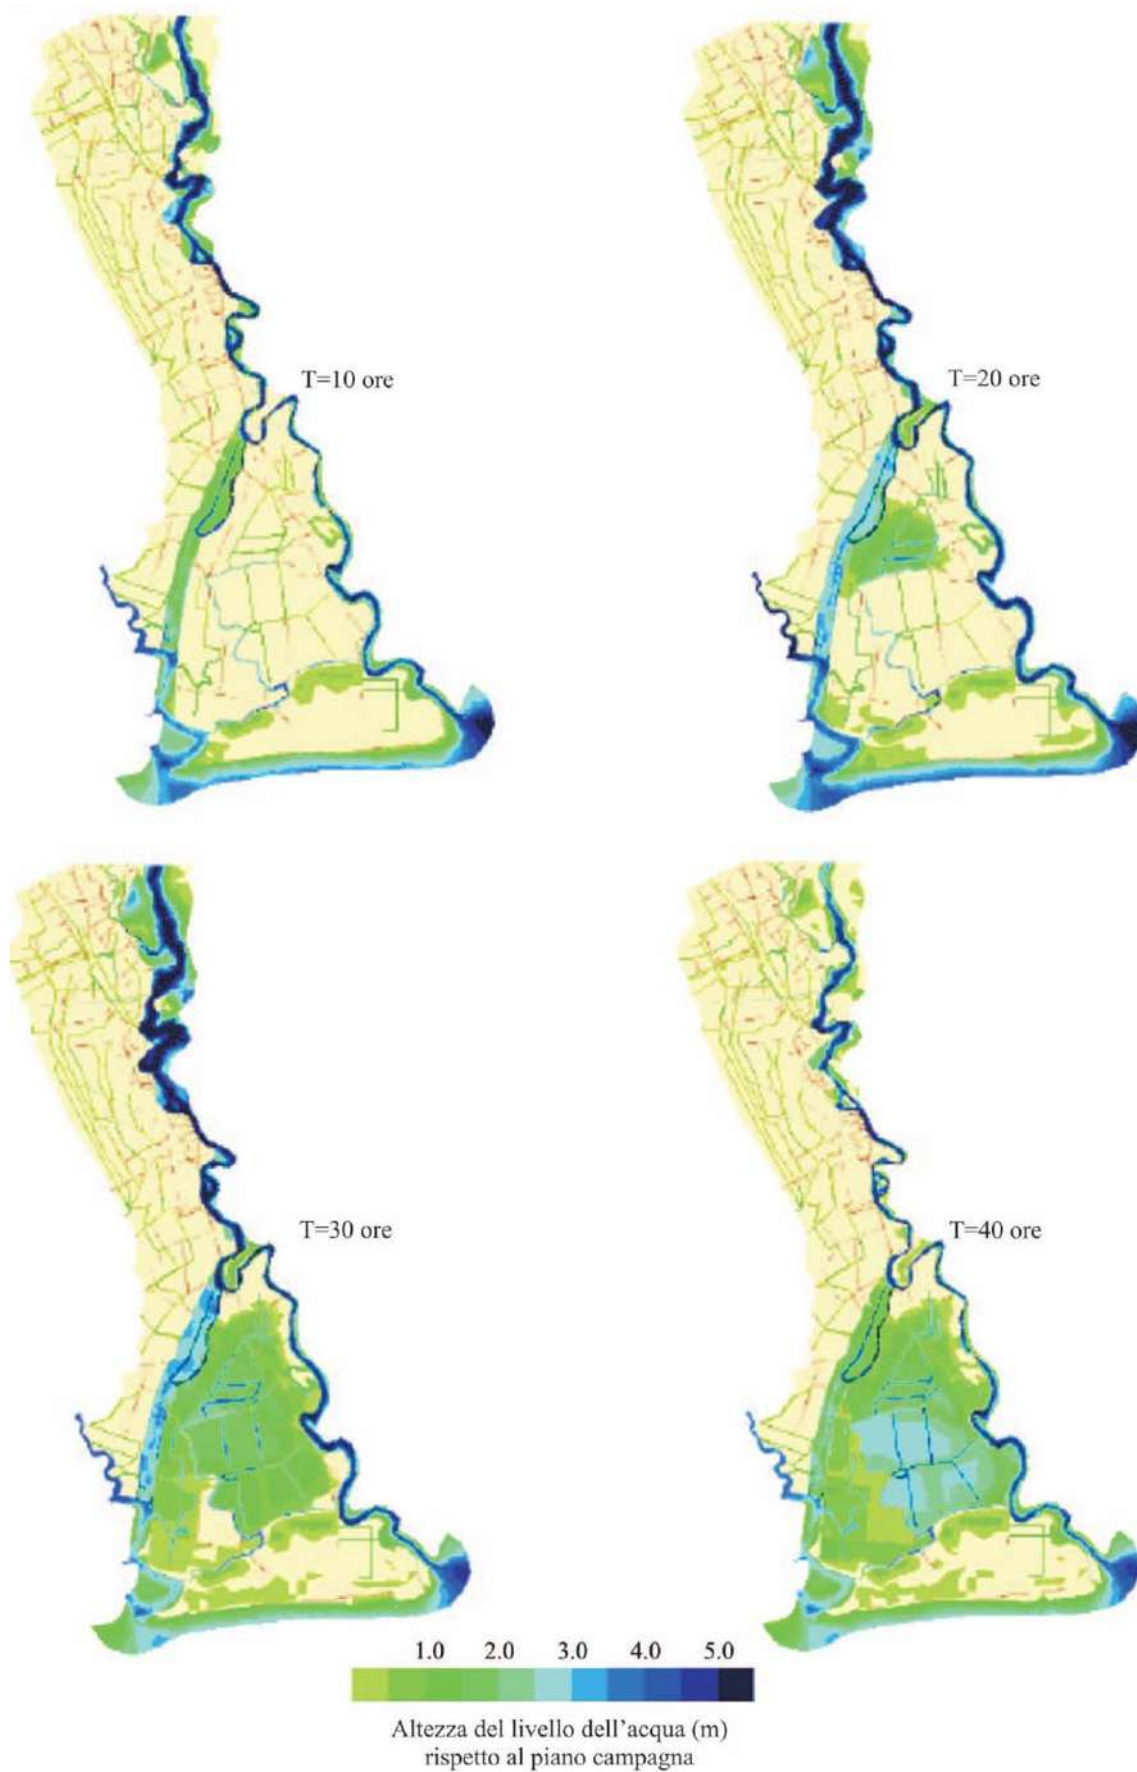 T=10 ore
T=20 ore
T=30 ore
T=40 ore
1.0 2.0 3.0 4.0 5.0
Altezza del livello dell'acqua (m)
rispetto al piano campagna